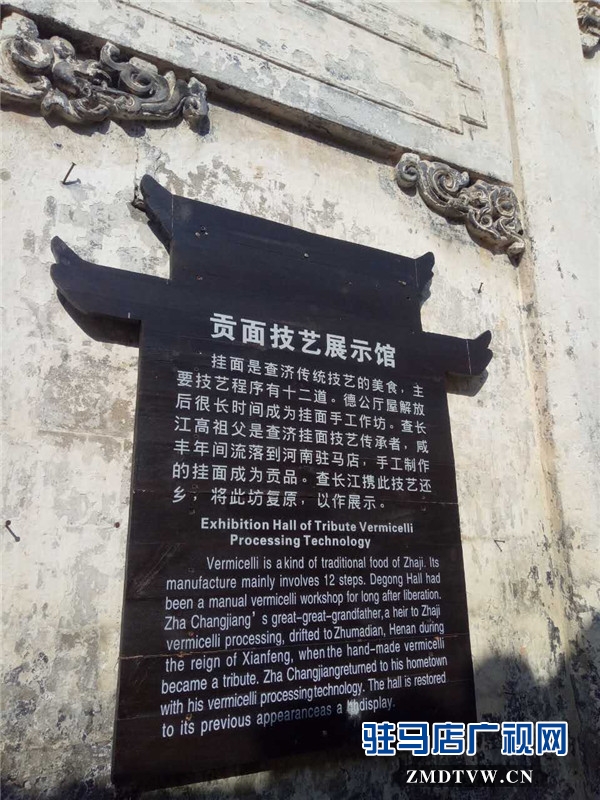 贡面技艺展示馆
挂面是查济传统技艺的美食，主
要技艺程序有十二道。德公厅屋解放
后很长时间成为挂面手工作坊。查长
江高祖父是查济挂面技艺传承者，咸
丰年间流落到河南驻马店，手工制作
的挂面成为贡品。查长江携此技艺还
乡，将此坊复原，以作展示。
Exhibition Hall of Tribute Vermicelli
Processing Technology
Vermicelli is a kind of traditional food of Zhaji. Its
manufacture mainly involves 12 steps. Degong Hall had
been a manual vermicelli workshop for long after liberation.
Zha Changjiang's great-great-grandfather, a heir to Zhaji
vermicelli processing, drifted to Zhumadian, Henan during
the reign of Xianfeng, when the hand-made vermicelli
became a tribute. Zha Changjiangreturned to his hometown
with his vermicelli processing technology. The hall is restored
to its previous appearanceas a display.
驻马店广视网
ZMDTVW.CN